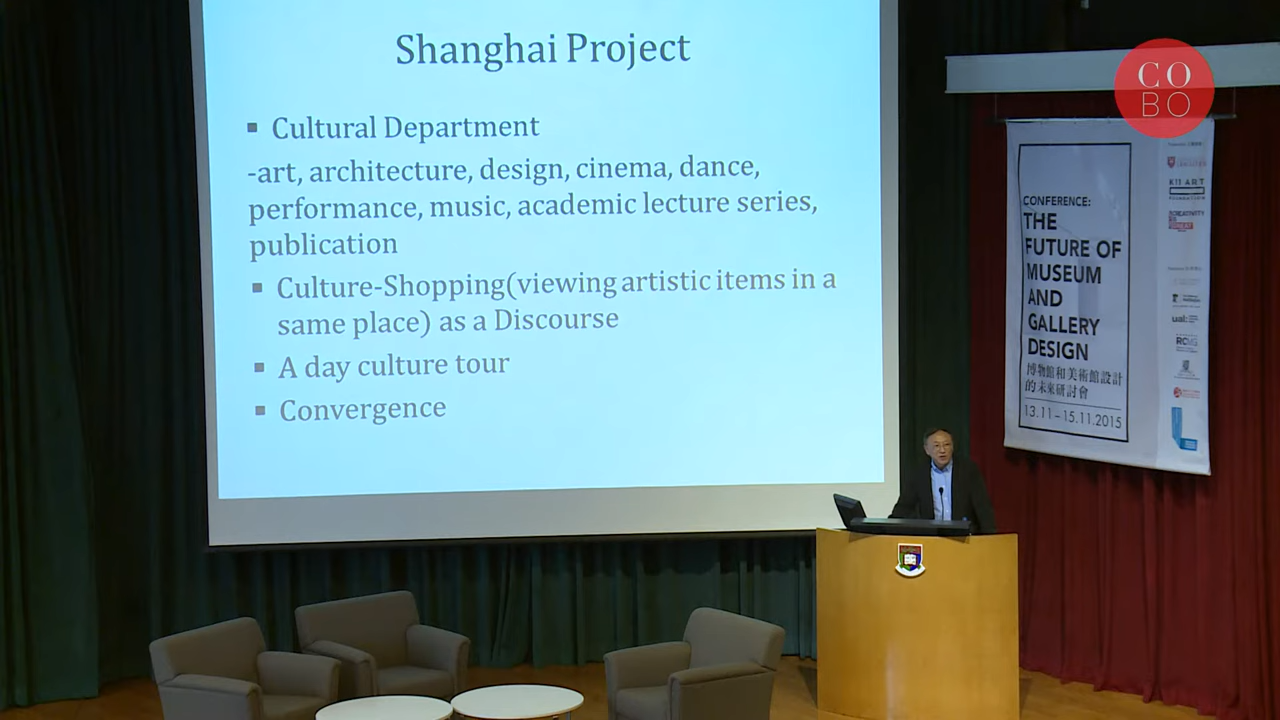 Shanghai Project
▪ Cultural Department
-art, architecture, design, cinema, dance,
performance, music, academic lecture series,
publication
▪ Culture-Shopping(viewing artistic items in a
same place) as a Discourse
▪ A day culture tour
▪ Convergence
CO
BO
CONFERENCE:
THE
FUTURE OF
MUSEUM
AND
GALLERY
DESIGN
博物館和美術館設計
的未來研討會
13.11 – 15.11.2015
K11 ART
FOUNDATION
ual:
RCMG